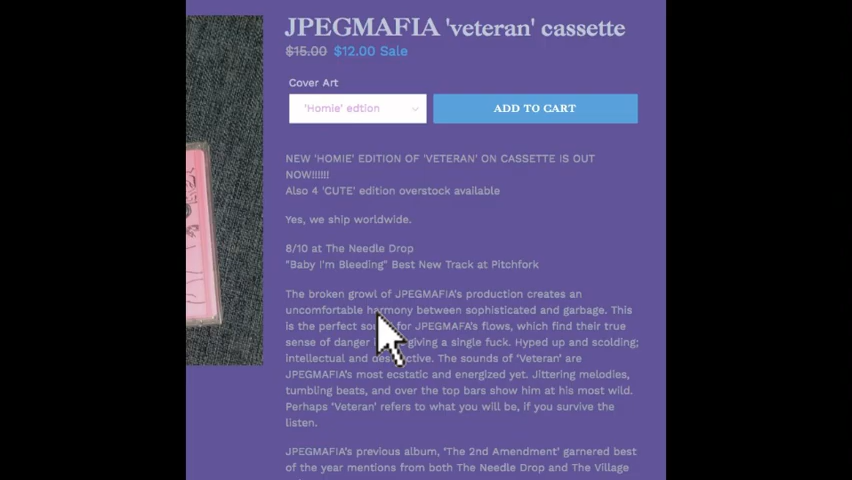 JPEGMAFIA 'veteran' cassette
$15.00 $12.00 Sale
Cover Art
'Homie' edtion
ADD TO CART
NEW 'HOMIE' EDITION OF 'VETERAN' ON CASSETTE IS OUT
NOW!!!!!!
Also 4 'CUTE' edition overstock available
Yes, we ship worldwide.
8/10 at The Needle Drop
"Baby I'm Bleeding" Best New Track at Pitchfork
The broken growl of JPEGMAFIA's production creates an
uncomfortable harmony between sophisticated and garbage. This
is the perfect for JPEGMAFA's flows, which find their true
sense of danger giving a single fuck. Hyped up and scolding;
intellectual and The sounds of 'Veteran' are
JPEGMAFIA's most ecstatic and energized yet. Jittering melodies,
tumbling beats, and over the top bars show him at his most wild.
Perhaps 'Veteran' refers to what you will be, if you survive the
listen.
JPEGMAFIA's previous album, 'The 2nd Amendment' garnered best
of the year mentions from both The Needle Drop and The Village